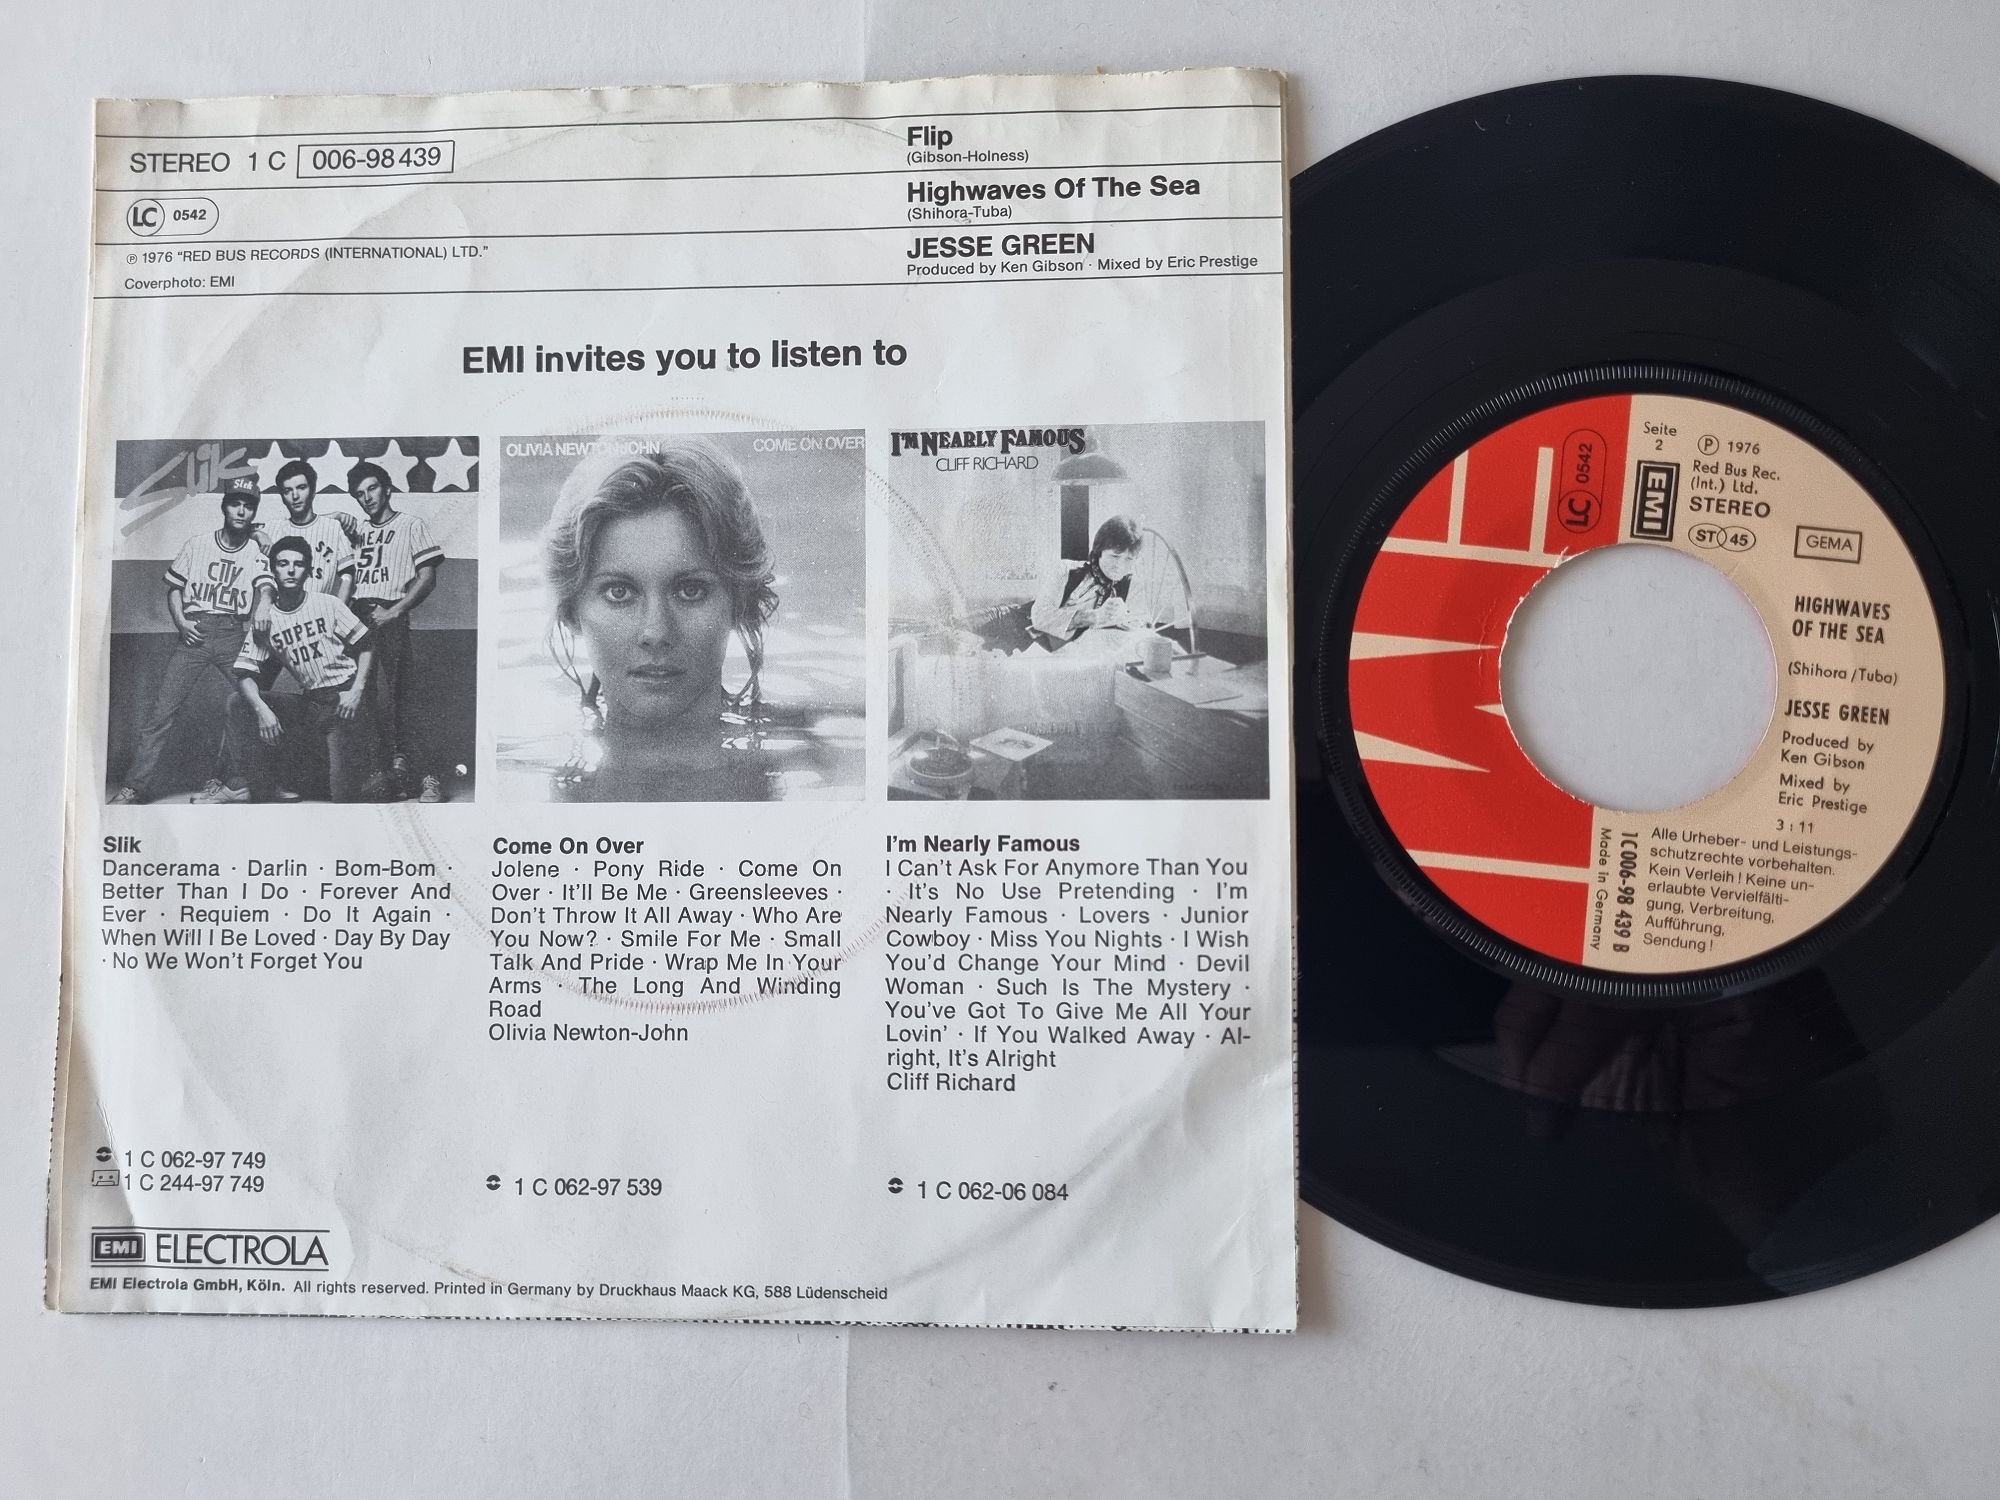 STEREO 1 C 006-98 439
LC 0542
℗ 1976 “RED BUS RECORDS (INTERNATIONAL) LTD.”
Coverphoto: EMI
Flip
(Gibson-Holness)
Highwaves Of The Sea
(Shihora-Tuba)
JESSE GREEN
Produced by Ken Gibson · Mixed by Eric Prestige
EMI invites you to listen to
Slik
Slik
CITY
SLIKERS
SUPER
JOX
HEAD
51
OLIVIA NEWTON-JOHN COME ON OVER
I'M NEARLY FAMOUS
CLIFF RICHARD
Slik
Dancerama · Darlin · Bom-Bom ·
Better Than I Do · Forever And
Ever · Requiem · Do It Again ·
When Will I Be Loved · Day By Day
· No We Won't Forget You
1 C 062-97 749
1 C 244-97 749
Come On Over
Jolene · Pony Ride · Come On
Over · It'll Be Me · Greensleeves ·
Don't Throw It All Away · Who Are
You Now? · Smile For Me · Small
Talk And Pride · Wrap Me In Your
Arms · The Long And Winding
Road
Olivia Newton-John
1 C 062-97 539
I'm Nearly Famous
I Can't Ask For Anymore Than You
· It's No Use Pretending · I'm
Nearly Famous · Lovers · Junior
Cowboy · Miss You Nights · I Wish
You'd Change Your Mind · Devil
Woman · Such Is The Mystery ·
You've Got To Give Me All Your
Lovin' · If You Walked Away · Al-
right, It's Alright
Cliff Richard
1 C 062-06 084
EMI ELECTROLA
EMI Electrola GmbH, Köln. All rights reserved. Printed in Germany by Druckhaus Maack KG, 588 Lüdenscheid
EMI
LC 0542
Seite
2
EMI
℗ 1976
Red Bus Rec.
(Int.) Ltd.
STEREO
ST 45
GEMA
HIGHWAVES
OF THE SEA
(Shihora/Tuba)
JESSE GREEN
Produced by
Ken Gibson
Mixed by
Eric Prestige
3:11
Alle Urheber- und Leistungs-
schutzrechte vorbehalten.
Kein Verleih! Keine un-
erlaubte Vervielfälti-
gung, Verbreitung,
Aufführung,
Sendung!
1C 006-98 439 B
Made in Germany